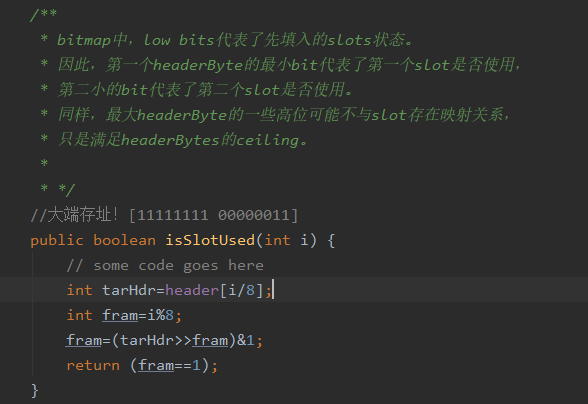 /**
 * bitmap中，low bits代表了先填入的slots状态。
 * 因此，第一个headerByte的最小bit代表了第一个slot是否使用，
 * 第二小的bit代表了第二个slot是否使用。
 * 同样，最大headerByte的一些高位可能不与slot存在映射关系，
 * 只是满足headerBytes的ceiling。
 *
 * */
//大端存址! [11111111 00000011]
public boolean isSlotUsed(int i) {
    // some code goes here
    int tarHdr=header[i/8];
    int fram=i%8;
    fram=(tarHdr>>fram)&1;
    return (fram==1);
}